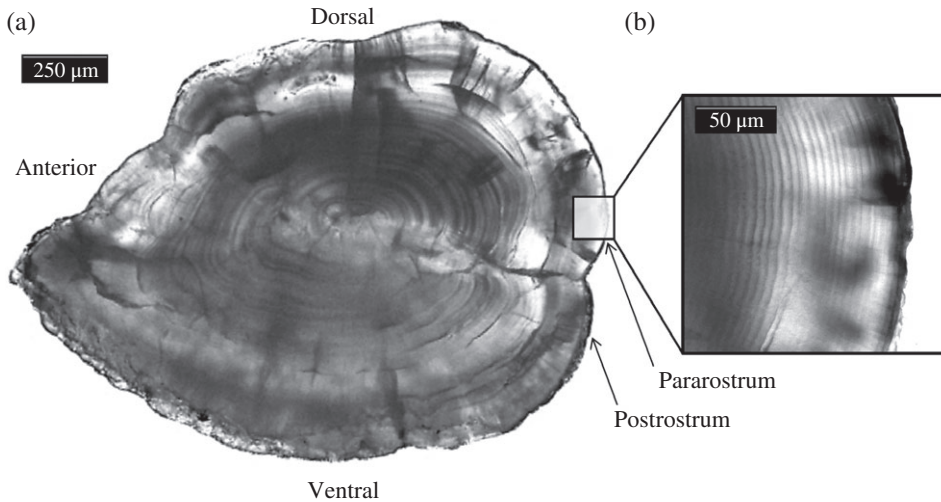 (a)
Dorsal
(b)
250 μm
50 μm
Anterior
Pararostrum
Postrostrum
Ventral